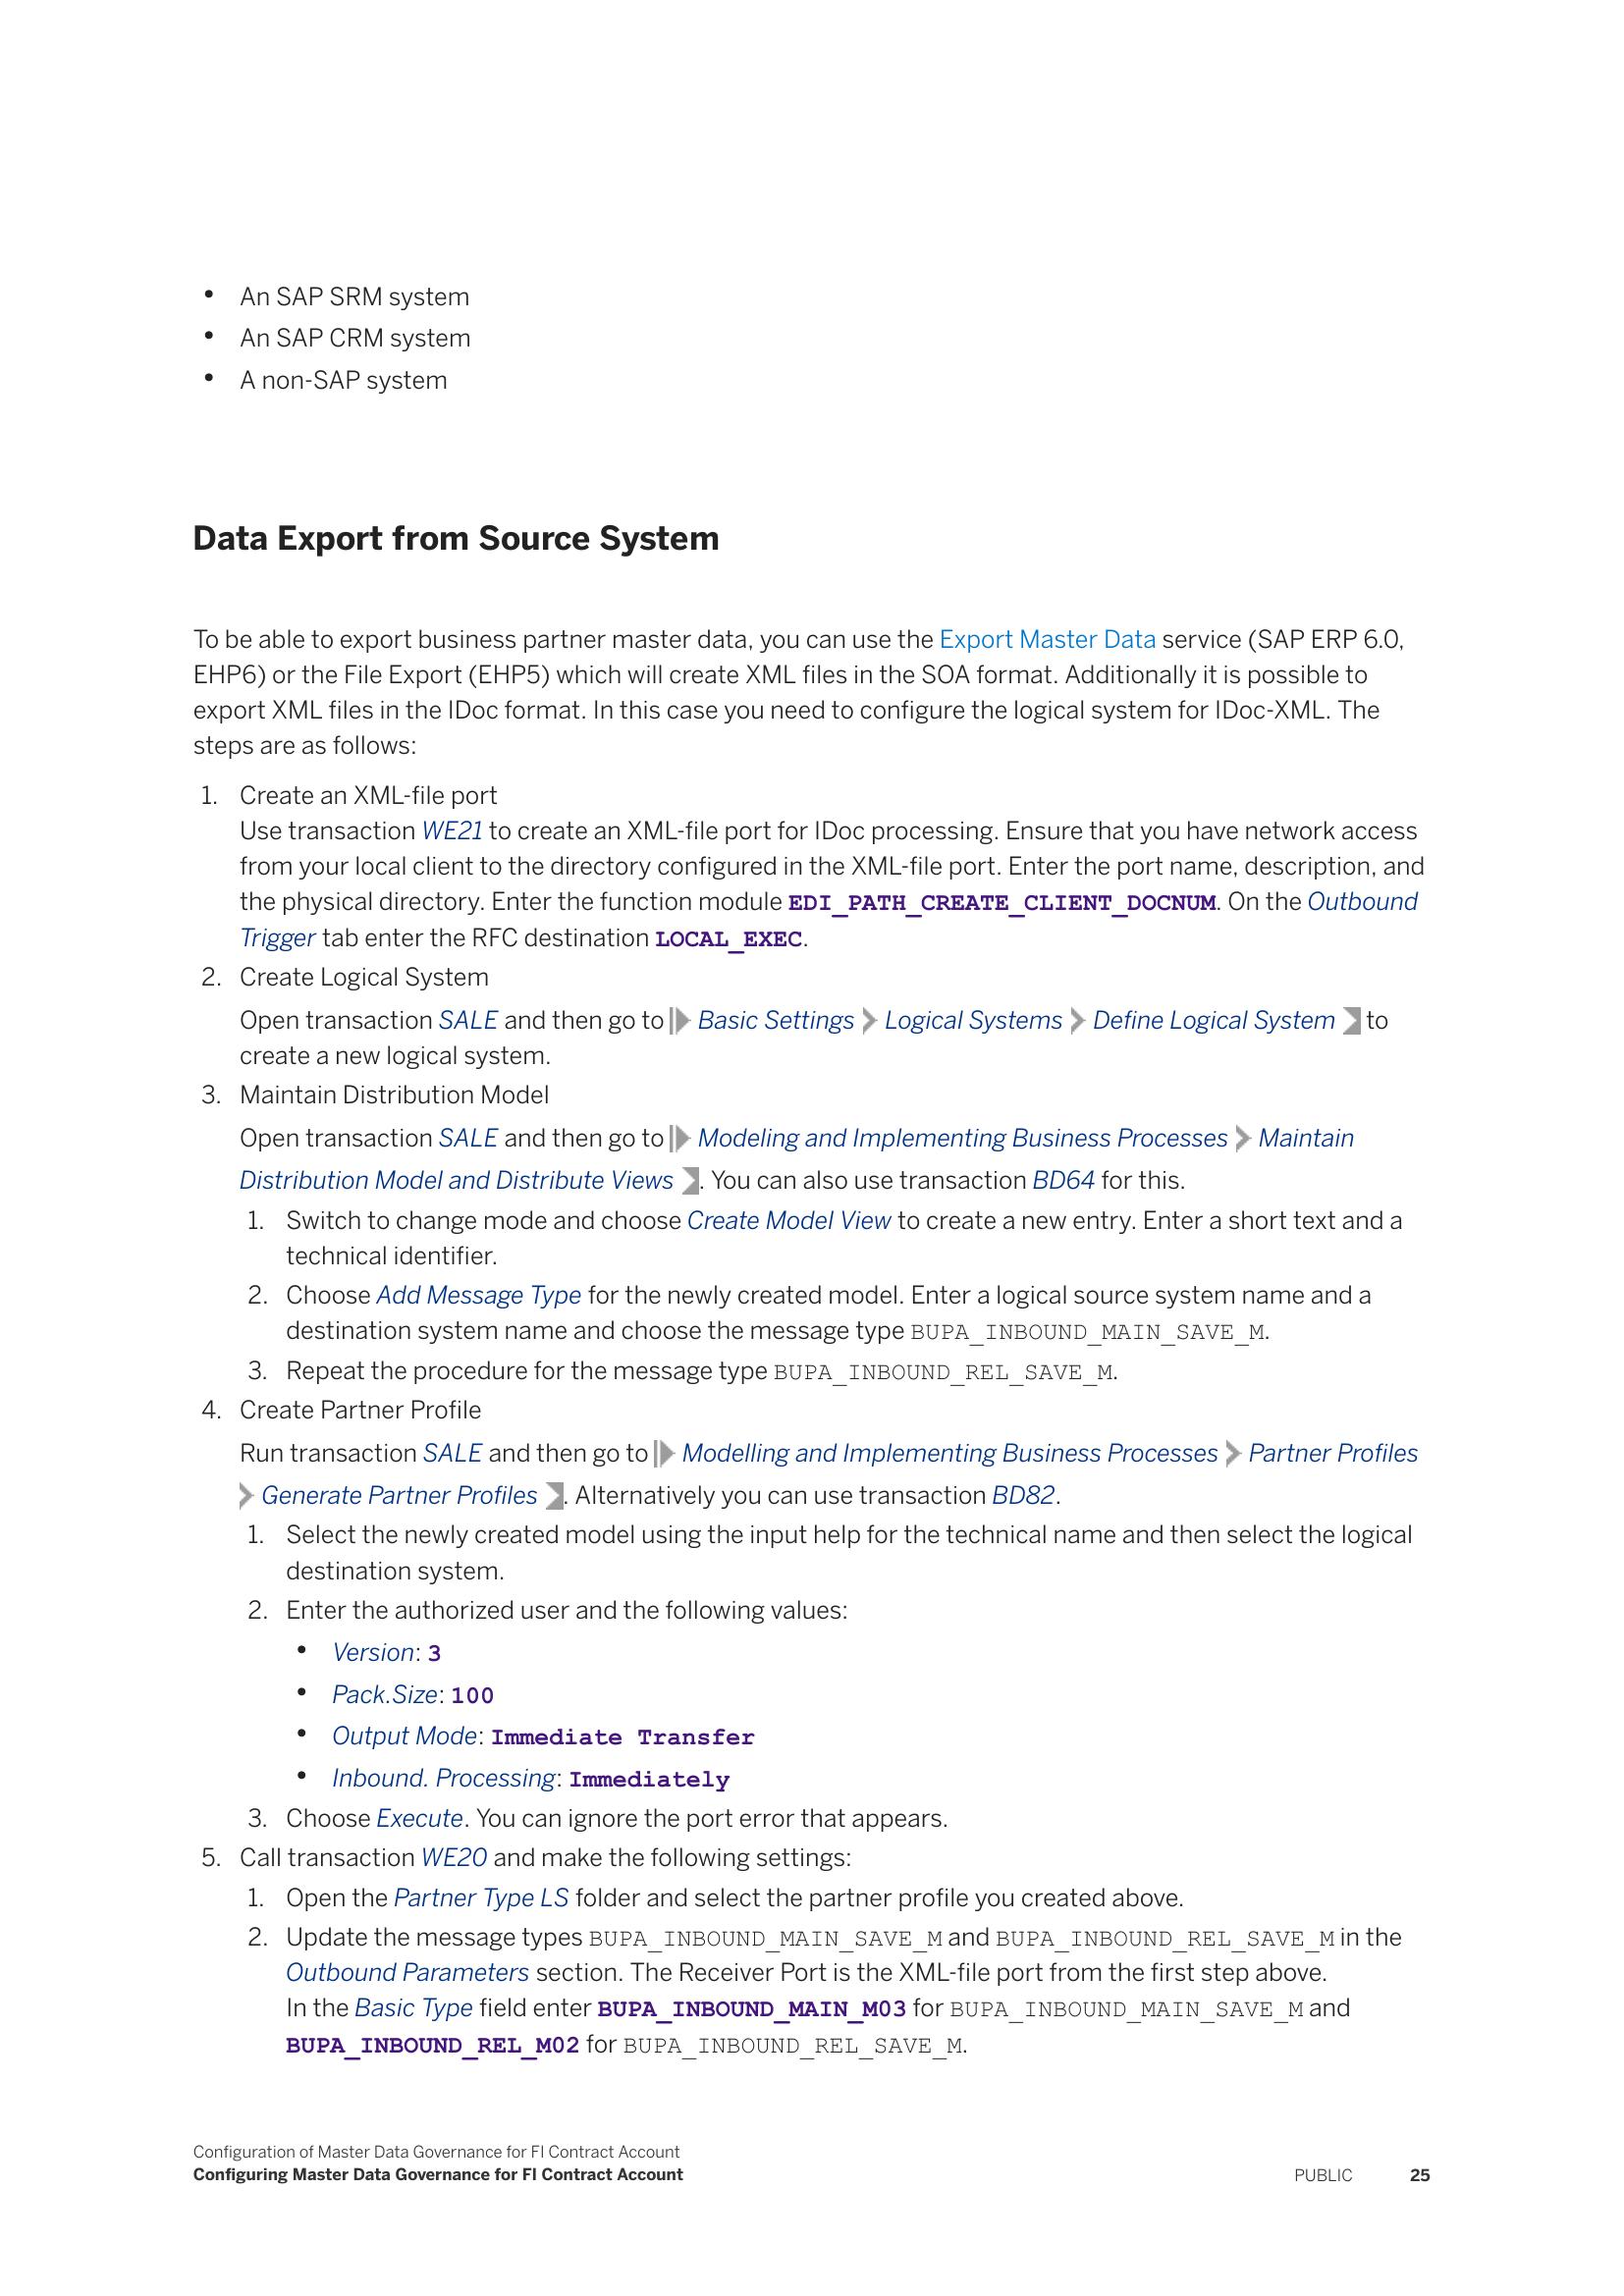 • An SAP SRM system
• An SAP CRM system
• A non-SAP system
Data Export from Source System
To be able to export business partner master data, you can use the Export Master Data service (SAP ERP 6.0,
EHP6) or the File Export (EHP5) which will create XML files in the SOA format. Additionally it is possible to
export XML files in the IDoc format. In this case you need to configure the logical system for IDoc-XML. The
steps are as follows:
1. Create an XML-file port
Use transaction WE21 to create an XML-file port for IDoc processing. Ensure that you have network access
from your local client to the directory configured in the XML-file port. Enter the port name, description, and
the physical directory. Enter the function module EDI_PATH_CREATE_CLIENT_DOCNUM. On the Outbound
Trigger tab enter the RFC destination LOCAL_EXEC.
2. Create Logical System
Open transaction SALE and then go to Basic Settings Logical Systems Define Logical System to
create a new logical system.
3. Maintain Distribution Model
Open transaction SALE and then go to Modeling and Implementing Business Processes Maintain
Distribution Model and Distribute Views . You can also use transaction BD64 for this.
1. Switch to change mode and choose Create Model View to create a new entry. Enter a short text and a
technical identifier.
2. Choose Add Message Type for the newly created model. Enter a logical source system name and a
destination system name and choose the message type BUPA_INBOUND_MAIN_SAVE_M.
3. Repeat the procedure for the message type BUPA_INBOUND_REL_SAVE_M.
4. Create Partner Profile
Run transaction SALE and then go to Modelling and Implementing Business Processes Partner Profiles
Generate Partner Profiles . Alternatively you can use transaction BD82.
1. Select the newly created model using the input help for the technical name and then select the logical
destination system.
2. Enter the authorized user and the following values:
• Version: 3
• Pack.Size: 100
• Output Mode: Immediate Transfer
• Inbound. Processing: Immediately
3. Choose Execute. You can ignore the port error that appears.
5. Call transaction WE20 and make the following settings:
1. Open the Partner Type LS folder and select the partner profile you created above.
2. Update the message types BUPA_INBOUND_MAIN_SAVE_M and BUPA_INBOUND_REL_SAVE_M in the
Outbound Parameters section. The Receiver Port is the XML-file port from the first step above.
In the Basic Type field enter BUPA_INBOUND_MAIN_M03 for BUPA_INBOUND_MAIN_SAVE_M and
BUPA_INBOUND_REL_M02 for BUPA_INBOUND_REL_SAVE_M.
Configuration of Master Data Governance for FI Contract Account
Configuring Master Data Governance for FI Contract Account PUBLIC 25